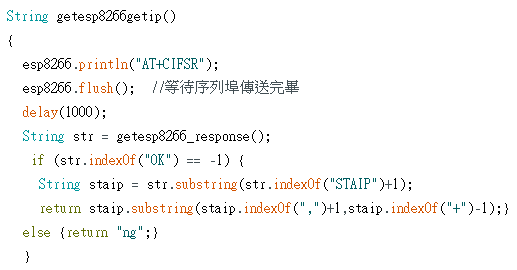 String getesp8266getip()
{
esp8266.println("AT+CIFSR");
esp8266.flush(); //等待序列埠傳送完畢
delay(1000);
String str = getesp8266_response();
if (str.indexOf("OK") == -1) {
String staip = str.substring(str.indexOf("STAIP")+1);
return staip.substring(staip.indexOf(",")+1,staip.indexOf("+")-1);}
else {return "ng";}
}